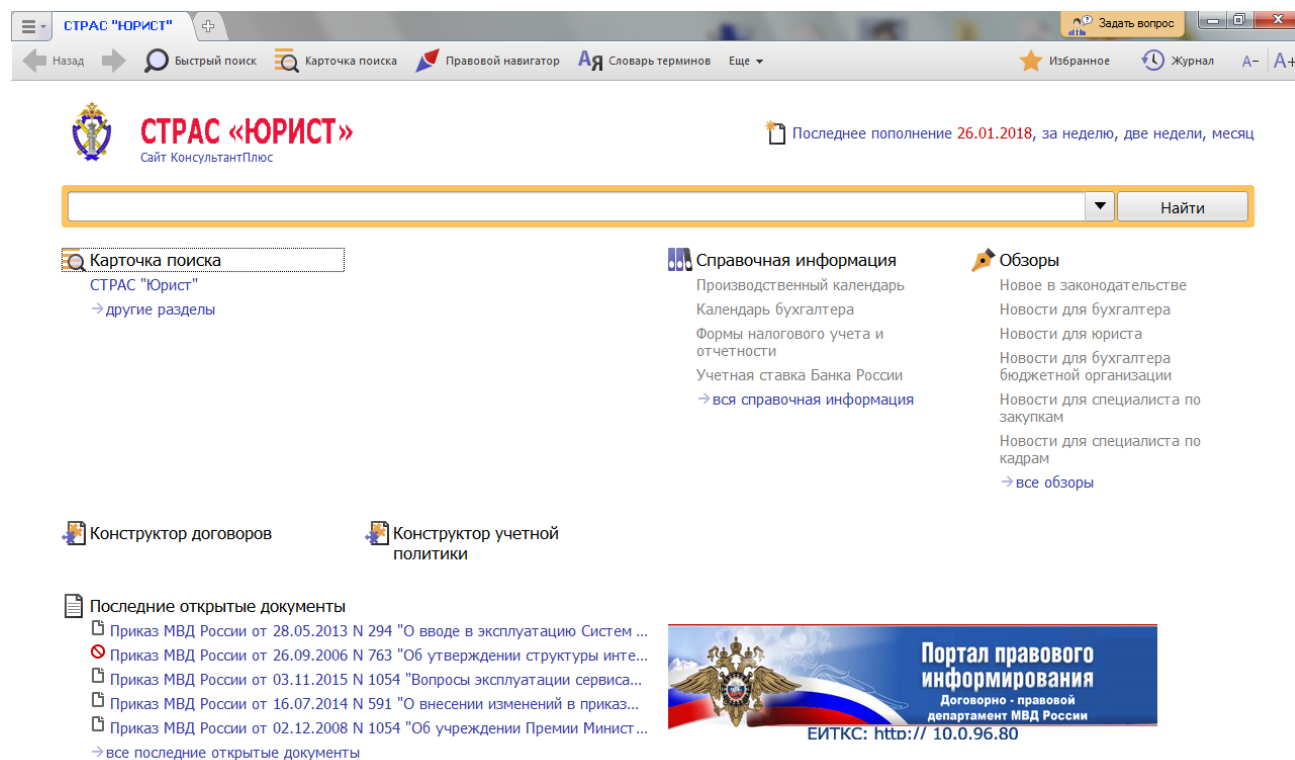 СТРАС "ЮРИСТ"
Задать вопрос
Назад
Быстрый поиск
Карточка поиска
Правовой навигатор
Ая Словарь терминов
Еще
Избранное
Журнал
А-
А+
СТРАС «ЮРИСТ»
Сайт КонсультантПлюс
Последнее пополнение 26.01.2018, за неделю, две недели, месяц
Найти
Карточка поиска
СТРАС "Юрист"
другие разделы
Справочная информация
Производственный календарь
Календарь бухгалтера
Формы налогового учета и
отчетности
Учетная ставка Банка России
вся справочная информация
Обзоры
Новое в законодательстве
Новости для бухгалтера
Новости для юриста
Новости для бухгалтера
бюджетной организации
Новости для специалиста по
закупкам
Новости для специалиста по
кадрам
все обзоры
Конструктор договоров
Конструктор учетной
политики
Последние открытые документы
Приказ МВД России от 28.05.2013 N 294 "О вводе в эксплуатацию Систем ...
Приказ МВД России от 26.09.2006 N 763 "Об утверждении структуры инте...
Приказ МВД России от 03.11.2015 N 1054 "Вопросы эксплуатации сервиса...
Приказ МВД России от 16.07.2014 N 591 "О внесении изменений в приказ...
Приказ МВД России от 02.12.2008 N 1054 "Об учреждении Премии Минист...
все последние открытые документы
Портал правового
информирования
Договорно - правовой
департамент МВД России
ЕИТКС: http:// 10.0.96.80